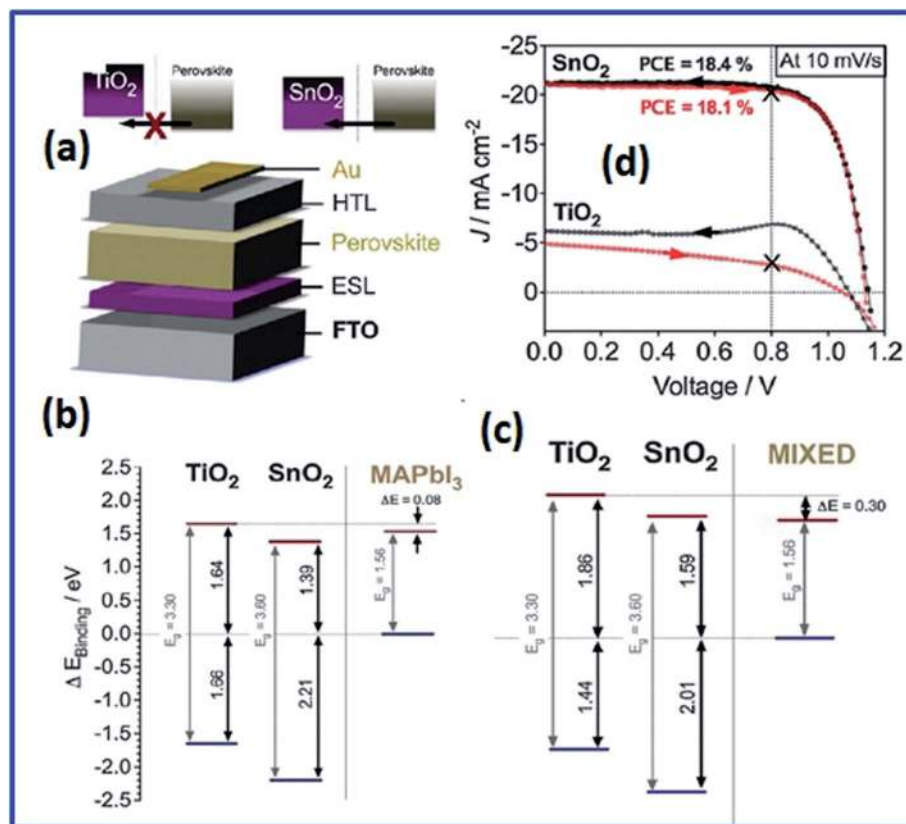 TiO2
Perovskite
SnO2
Perovskite
X
(a)
Au
HTL
Perovskite
ESL
FTO
-25
-20
-15
-10
-5
0
J / mA cm-2
SnO2
PCE = 18.4 %
At 10 mV/s
PCE = 18.1 %
(d)
TiO2
0.0 0.2 0.4 0.6 0.8 1.0 1.2
Voltage / V
(b)
TiO2 SnO2 MAPbI3
ΔE = 0.08
2.5
2.0
1.5
1.0
0.5
0.0
-0.5
-1.0
-1.5
-2.0
-2.5
Δ EBinding / eV
Eg = 3.30
1.64
1.66
Eg = 3.60
1.39
2.21
Eg = 1.56
(c)
TiO2 SnO2 MIXED
ΔE = 0.30
Eg = 3.30
1.86
1.44
Eg = 3.60
1.59
2.01
Eg = 1.56